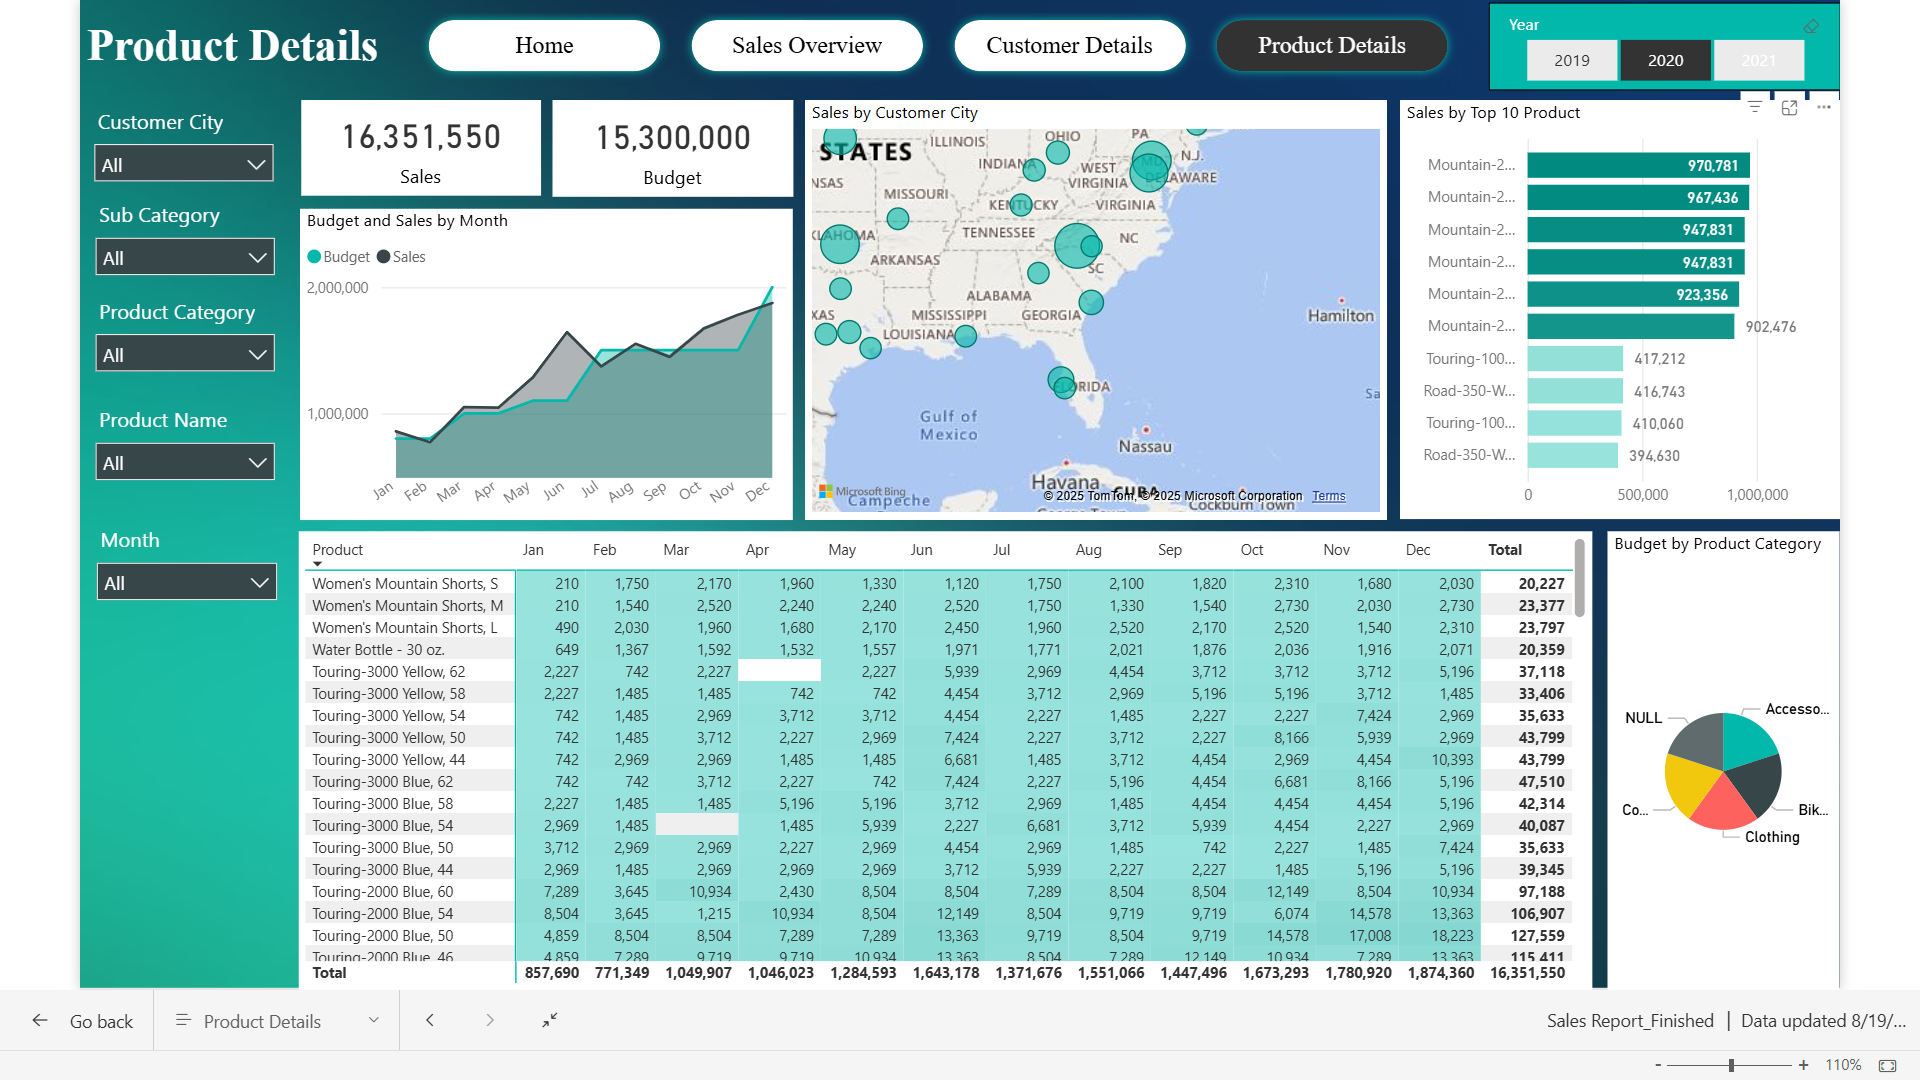 Product Details
Home
Sales Overview
Customer Details
Product Details
Year
2019
2020
2021
Customer City
All
Sub Category
All
Product Category
All
Product Name
All
Month
All
16,351,550
Sales
15,300,000
Budget
Budget and Sales by Month
Budget Sales
2,000,000
1,000,000
Jan Feb Mar Apr May Jun Jul Aug Sep Oct Nov Dec
Sales by Customer City
STATES
ILLINOIS
OHIO
PA
N.J.
INDIANA
MD
NSAS
WEST VIRGINIA
DELAWARE
MISSOURI
KENTUCKY
VIRGINIA
TENNESSEE
NC
ARKANSAS
SC
ALABAMA
MISSISSIPPI
GEORGIA
XAS
LOUISIANA
Hamilton
FLORIDA
Sa
Gulf of
Mexico
Nassau
Havana
CUBA
Microsoft Bing
Campeche
© 2025 TomTom, © 2025 Microsoft Corporation Terms
Cockburn Town
Sales by Top 10 Product
Mountain-2... 970,781
Mountain-2... 967,436
Mountain-2... 947,831
Mountain-2... 947,831
Mountain-2... 923,356
Mountain-2... 902,476
Touring-100... 417,212
Road-350-W... 416,743
Touring-100... 410,060
Road-350-W... 394,630
0 500,000 1,000,000
Product Jan Feb Mar Apr May Jun Jul Aug Sep Oct Nov Dec Total
Women's Mountain Shorts, S 210 1,750 2,170 1,960 1,330 1,120 1,750 2,100 1,820 2,310 1,680 2,030 20,227
Women's Mountain Shorts, M 210 1,540 2,520 2,240 2,240 2,520 1,750 1,330 1,540 2,730 2,030 2,730 23,377
Women's Mountain Shorts, L 490 2,030 1,960 1,680 2,170 2,450 1,960 2,520 2,170 2,520 1,540 2,310 23,797
Water Bottle - 30 oz. 649 1,367 1,592 1,532 1,557 1,971 1,771 2,021 1,876 2,036 1,916 2,071 20,359
Touring-3000 Yellow, 62 2,227 742 2,227 2,227 5,939 2,969 4,454 3,712 3,712 3,712 5,196 37,118
Touring-3000 Yellow, 58 2,227 1,485 1,485 742 742 4,454 3,712 2,969 5,196 5,196 3,712 1,485 33,406
Touring-3000 Yellow, 54 742 1,485 2,969 3,712 3,712 4,454 2,227 1,485 2,227 2,227 7,424 2,969 35,633
Touring-3000 Yellow, 50 742 1,485 3,712 2,227 2,969 7,424 2,227 3,712 2,227 8,166 5,939 2,969 43,799
Touring-3000 Yellow, 44 742 2,969 2,969 1,485 1,485 6,681 1,485 3,712 4,454 2,969 4,454 10,393 43,799
Touring-3000 Blue, 62 742 742 3,712 2,227 742 7,424 2,227 5,196 4,454 6,681 8,166 5,196 47,510
Touring-3000 Blue, 58 2,227 1,485 1,485 5,196 5,196 3,712 2,969 1,485 4,454 4,454 4,454 5,196 42,314
Touring-3000 Blue, 54 2,969 1,485 1,485 5,939 2,227 6,681 3,712 5,939 4,454 2,227 2,969 40,087
Touring-3000 Blue, 50 3,712 2,969 2,969 2,227 2,969 4,454 2,969 1,485 742 2,227 1,485 7,424 35,633
Touring-3000 Blue, 44 2,969 1,485 2,969 2,969 2,969 3,712 5,939 2,227 2,227 1,485 5,196 5,196 39,345
Touring-2000 Blue, 60 7,289 3,645 10,934 2,430 8,504 8,504 7,289 8,504 8,504 12,149 8,504 10,934 97,188
Touring-2000 Blue, 54 8,504 3,645 1,215 10,934 8,504 12,149 8,504 9,719 9,719 6,074 14,578 13,363 106,907
Touring-2000 Blue, 50 4,859 8,504 8,504 7,289 7,289 13,363 9,719 8,504 9,719 14,578 17,008 18,223 127,559
Touring-2000 Blue, 46 4,859 7,289 9,719 9,719 10,934 13,363 8,504 7,289 12,149 10,934 7,289 13,363 115,411
Total 857,690 771,349 1,049,907 1,046,023 1,284,593 1,643,178 1,371,676 1,551,066 1,447,496 1,673,293 1,780,920 1,874,360 16,351,550
Budget by Product Category
NULL
Accesso...
Co...
Bik...
Clothing
Go back
Product Details
Sales Report_Finished | Data updated 8/19/...
- + 110%